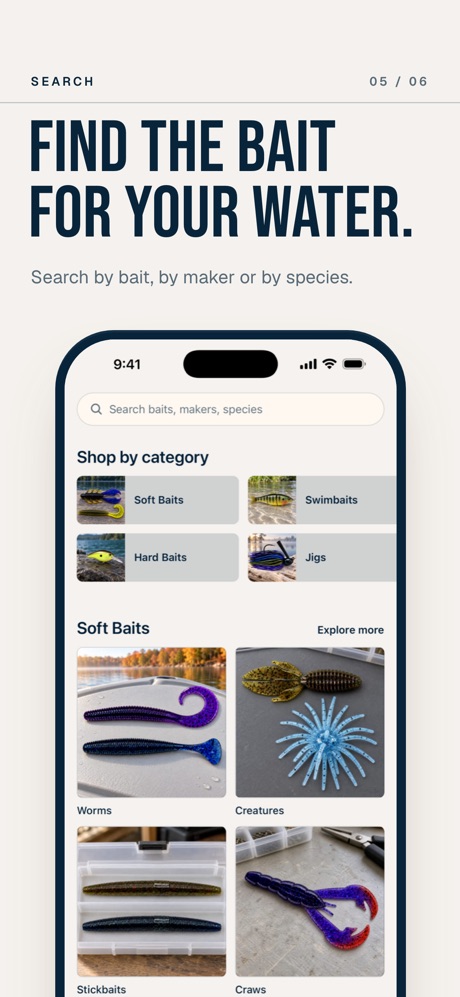 SEARCH
05 / 06
FIND THE BAIT
FOR YOUR WATER.
Search by bait, by maker or by species.
9:41
Search baits, makers, species
Shop by category
Soft Baits
Swimbaits
Hard Baits
Jigs
Soft Baits
Explore more
Worms
Creatures
Stickbaits
Craws